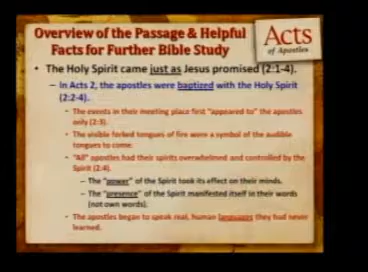 Overview of the Passage & Helpful
Facts for Further Bible Study
Acts
of Apostles
• The Holy Spirit came just as Jesus promised (2:1-4).
– In Acts 2, the apostles were baptized with the Holy Spirit
(2:2-4).
• The events in their meeting place first "appeared to" the apostles
only (2:3).
• The visible forked tongues of fire were a symbol of the audible
tongues to come.
• "All" apostles had their spirits overwhelmed and controlled by the
Spirit (2:4).
– The "power" of the Spirit took its effect on their minds.
– The "presence" of the Spirit manifested itself in their words
(not own words).
• The apostles began to speak real, human languages they had never
learned.